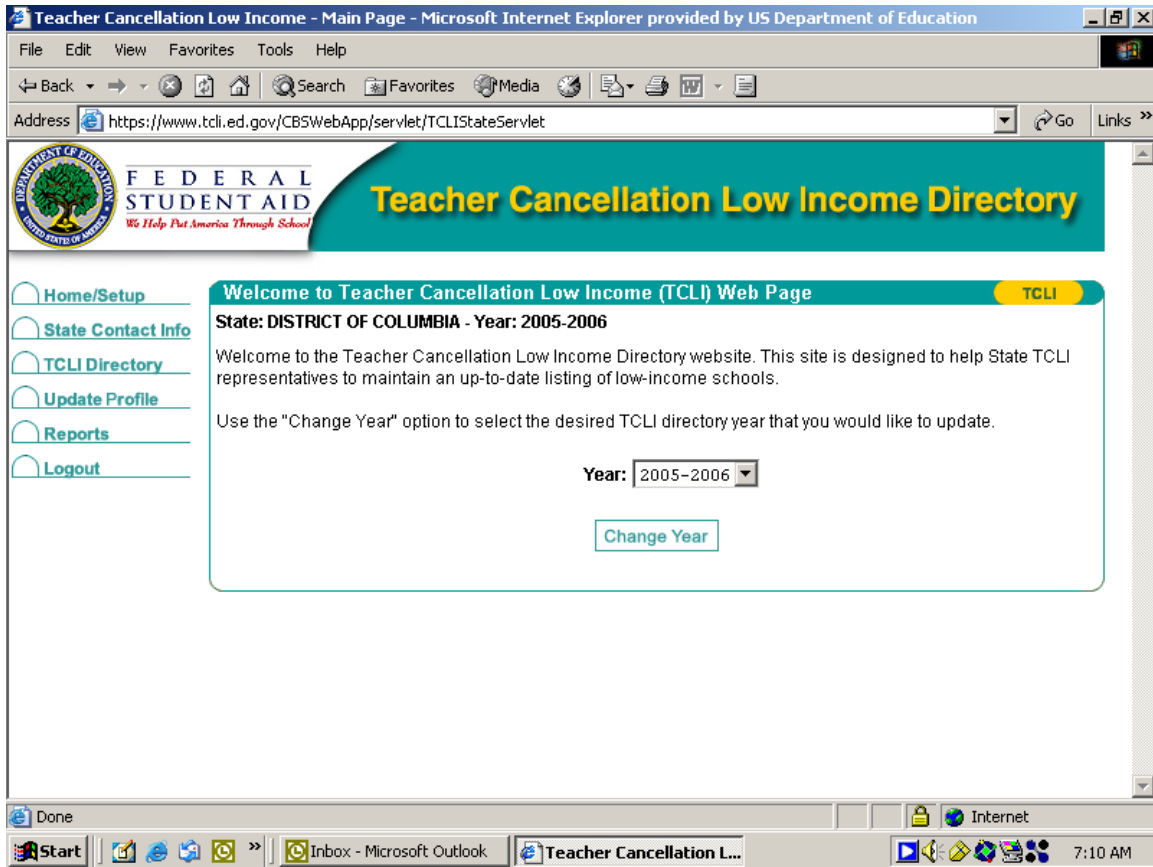 Teacher Cancellation Low Income - Main Page - Microsoft Internet Explorer provided by US Department of Education
File Edit View Favorites Tools Help
Back Search Favorites Media
Address https://www.tcli.ed.gov/CBSWebApp/servlet/TCLIStateServlet Go Links »
FEDERAL
STUDENT AID
We Help Put America Through School
Teacher Cancellation Low Income Directory
Home/Setup
State Contact Info
TCLI Directory
Update Profile
Reports
Logout
Welcome to Teacher Cancellation Low Income (TCLI) Web Page TCLI
State: DISTRICT OF COLUMBIA - Year: 2005-2006
Welcome to the Teacher Cancellation Low Income Directory website. This site is designed to help State TCLI
representatives to maintain an up-to-date listing of low-income schools.
Use the "Change Year" option to select the desired TCLI directory year that you would like to update.
Year: 2005-2006
Change Year
Done Internet
Start » Inbox - Microsoft Outlook Teacher Cancellation L... 7:10 AM